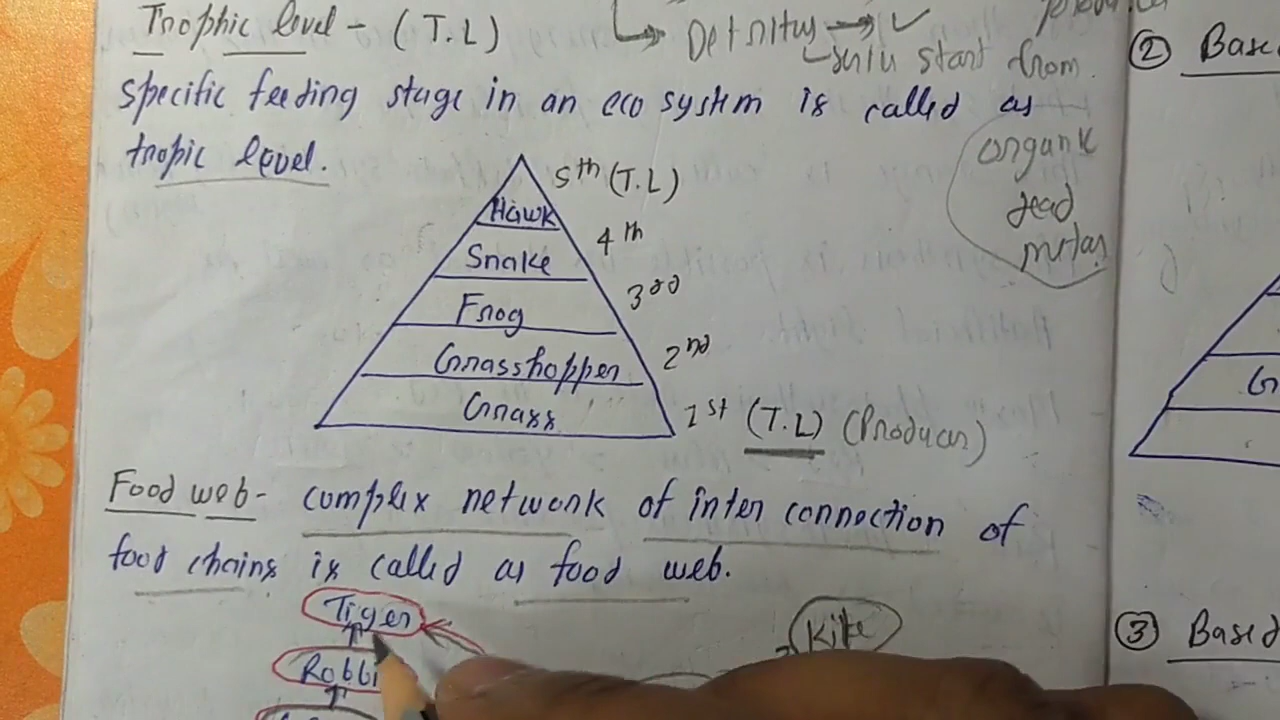 Trophic level - (T.L)
Detritus → ✓
start from
organic
dead
specific feeding stage in an eco system is called as
tropic level.
5th (T.L)
Hawk
4th
Snake
3rd
Frog
2nd
Grasshopper
Grass
1st (T.L) (Producer)
Food web- complex network of inter connection of
food chains is called as food web.
Tiger
Kite
Rabbi
② Base
③ Based